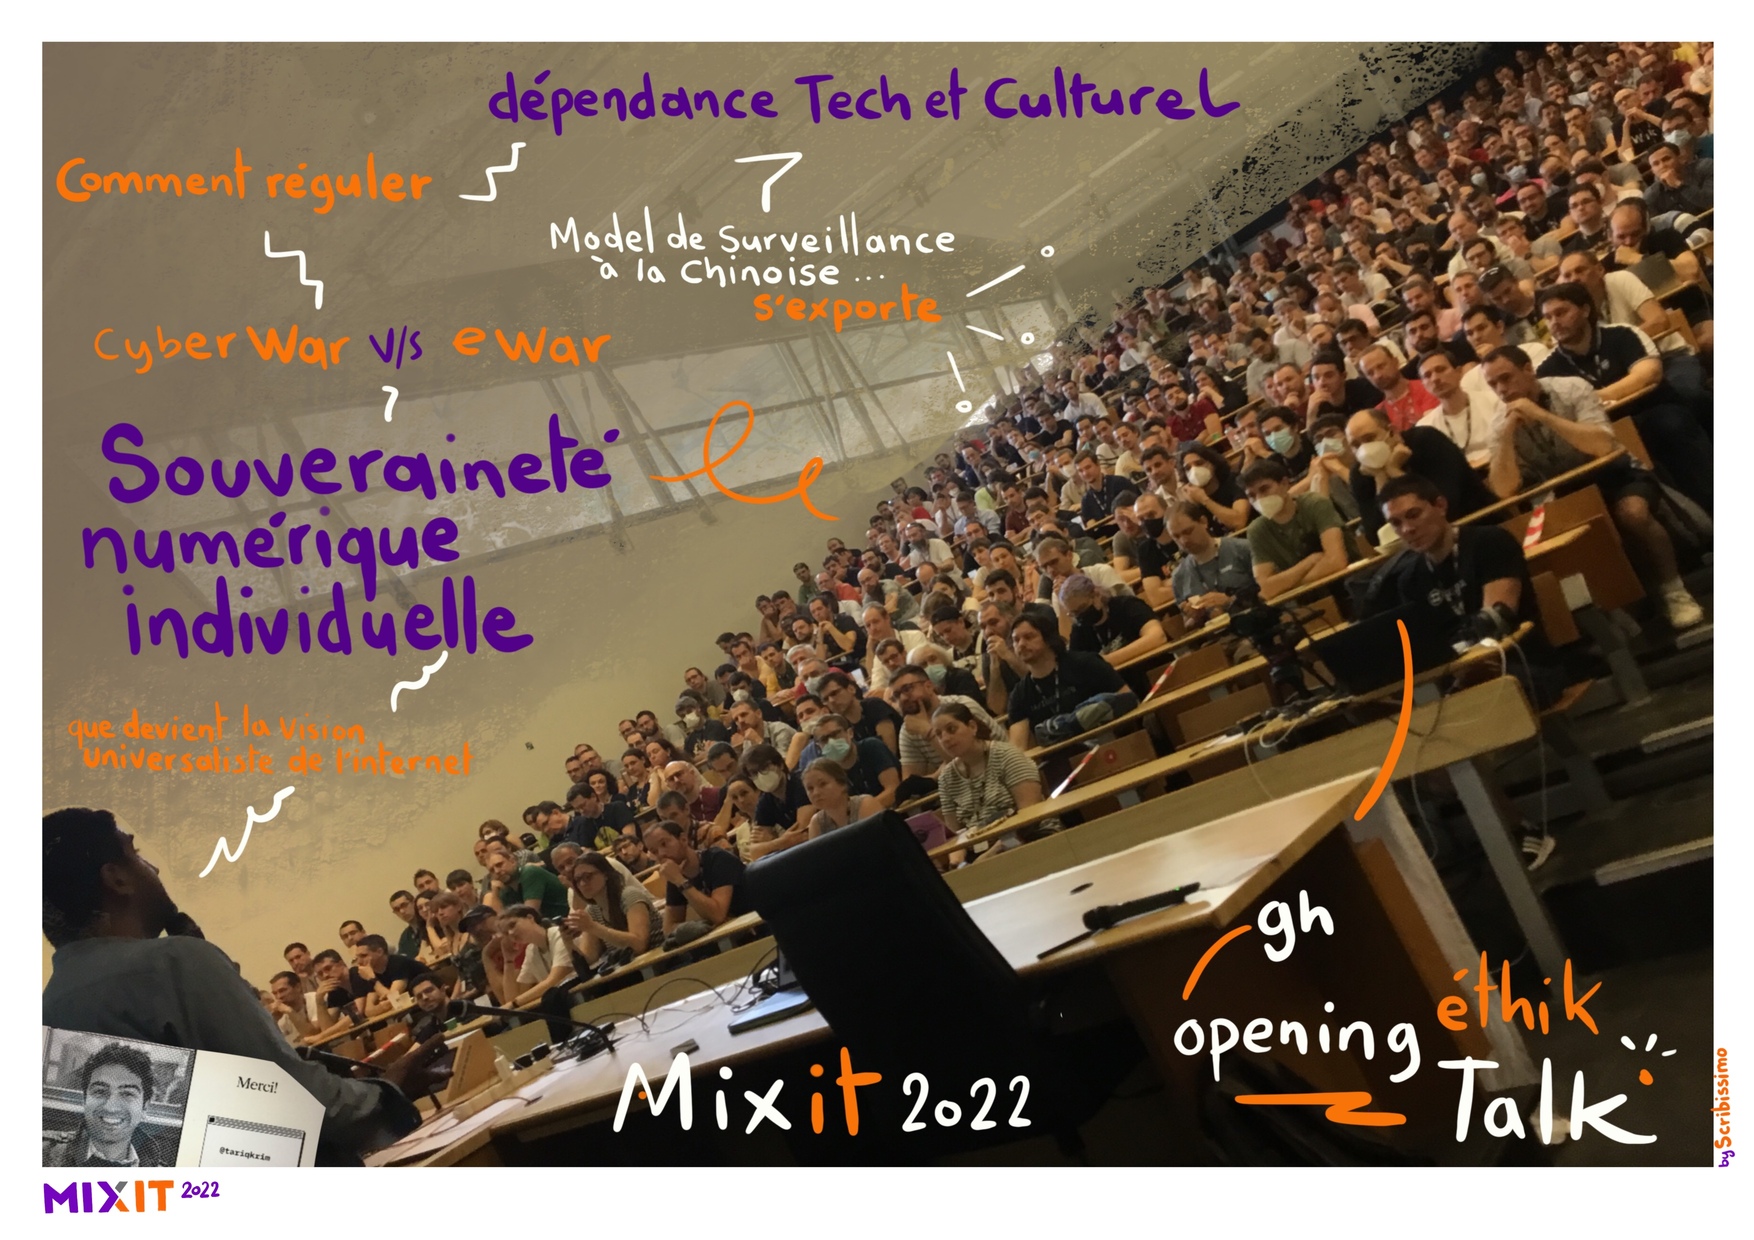 dépendance Tech et Culturel
Comment réguler
Model de Surveillance
à la Chinoise ...
s'exporte
Cyber War v/s e War
Souveraineté
numérique
individuelle
que devient la Vision
universaliste de l'internet
Merci!
@tariqkrim
Mixit 2022
9h
opening
éthik
Talk
by Scribissimo
MIXIT 2022